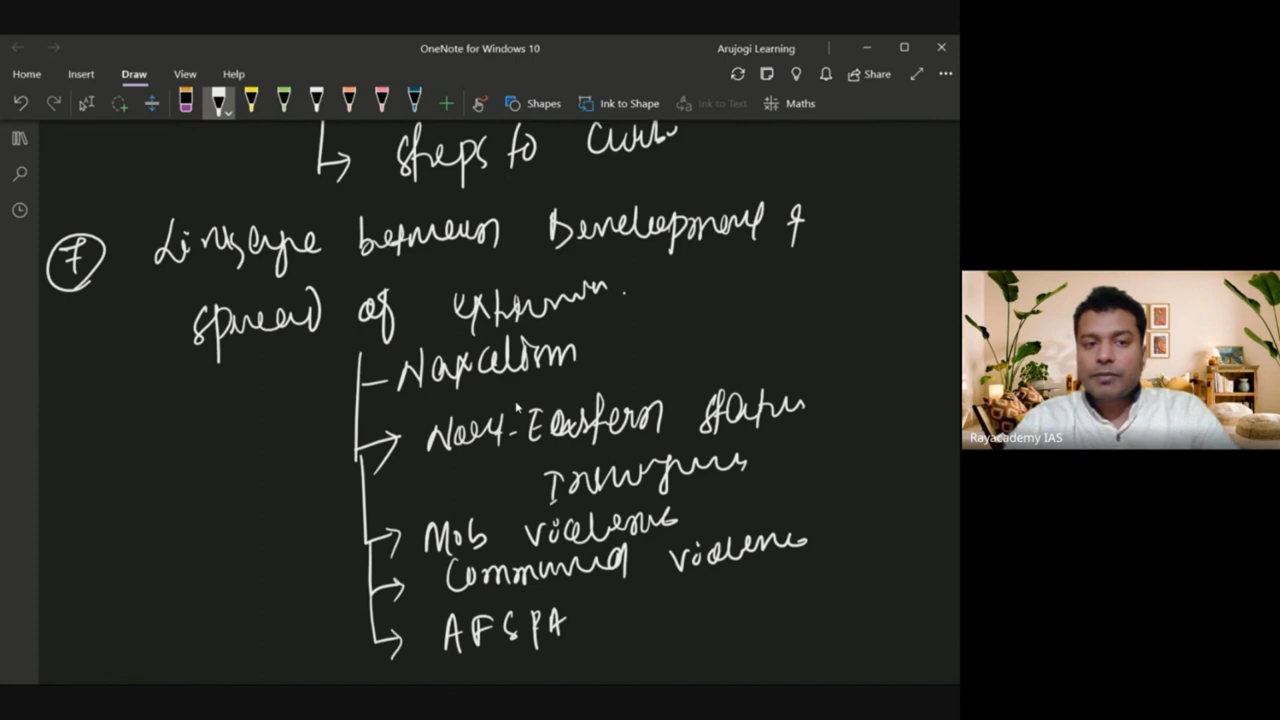 OneNote for Windows 10
Arujogi Learning
Home Insert Draw View Help
Share
Shapes
Ink to Shape
Ink to Text
Maths
↳ Steps to Curb
⑦ Linkage between Development &
spread of extremism.
Naxalism
North-Eastern States
Insurgency
Mob violence
Communal violence
AFSPA
Rayacademy IAS